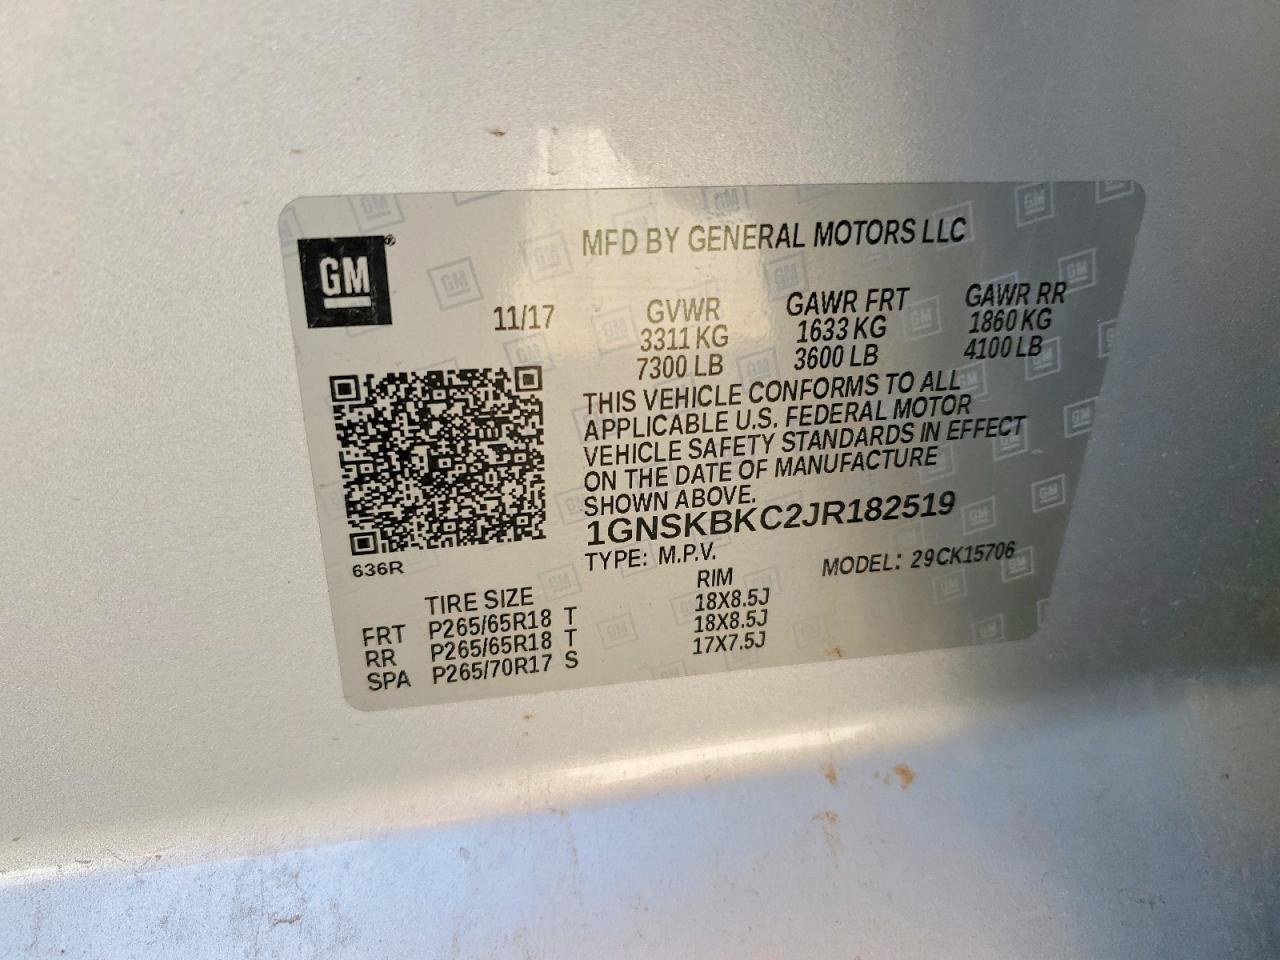 GM
MFD BY GENERAL MOTORS LLC
11/17
GVWR
3311 KG
7300 LB
GAWR FRT
1633 KG
3600 LB
GAWR RR
1860 KG
4100 LB
THIS VEHICLE CONFORMS TO ALL
APPLICABLE U.S. FEDERAL MOTOR
VEHICLE SAFETY STANDARDS IN EFFECT
ON THE DATE OF MANUFACTURE
SHOWN ABOVE.
1GNSKBKC2JR182519
TYPE: M.P.V.
MODEL: 29CK15706
636R
TIRE SIZE RIM
FRT P265/65R18 T 18X8.5J
RR P265/65R18 T 18X8.5J
SPA P265/70R17 S 17X7.5J